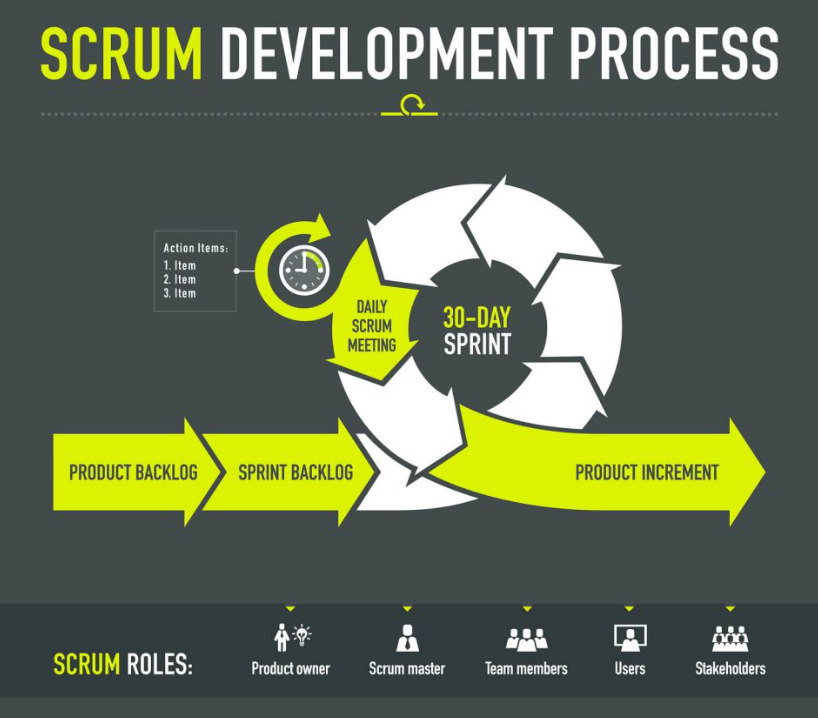 SCRUM DEVELOPMENT PROCESS
Action Items:
1. Item
2. Item
3. Item
DAILY
SCRUM
MEETING
30-DAY
SPRINT
PRODUCT BACKLOG
SPRINT BACKLOG
PRODUCT INCREMENT
SCRUM ROLES:
Product owner
Scrum master
Team members
Users
Stakeholders